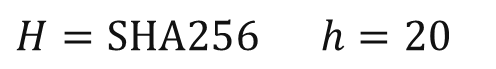 H = SHA256 h = 20